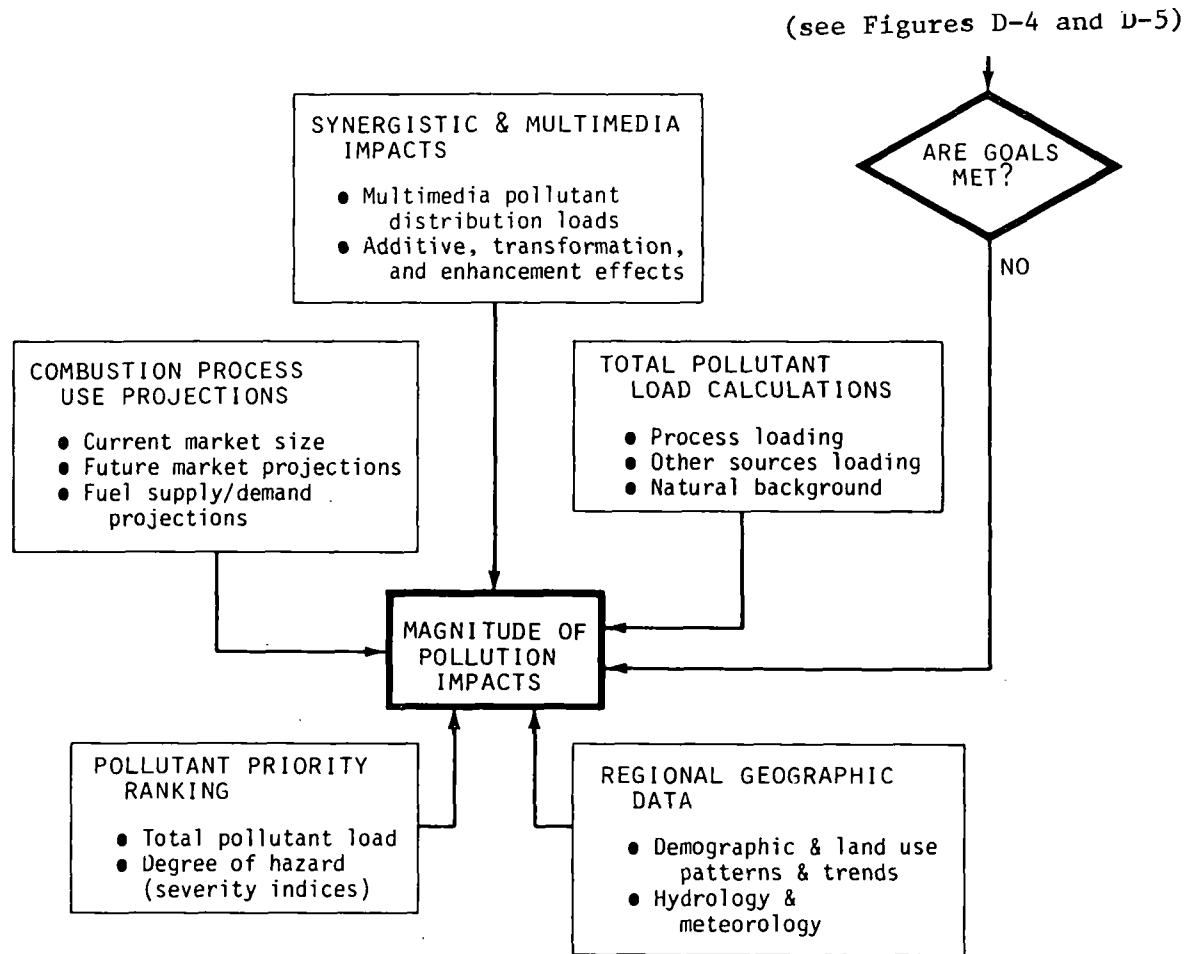 (see Figures D-4 and D-5)
SYNERGISTIC & MULTIMEDIA
IMPACTS
● Multimedia pollutant
distribution loads
● Additive, transformation,
and enhancement effects
ARE GOALS
MET?
NO
COMBUSTION PROCESS
USE PROJECTIONS
● Current market size
● Future market projections
● Fuel supply/demand
projections
TOTAL POLLUTANT
LOAD CALCULATIONS
● Process loading
● Other sources loading
● Natural background
MAGNITUDE OF
POLLUTION
IMPACTS
POLLUTANT PRIORITY
RANKING
● Total pollutant load
● Degree of hazard
(severity indices)
REGIONAL GEOGRAPHIC
DATA
● Demographic & land use
patterns & trends
● Hydrology &
meteorology